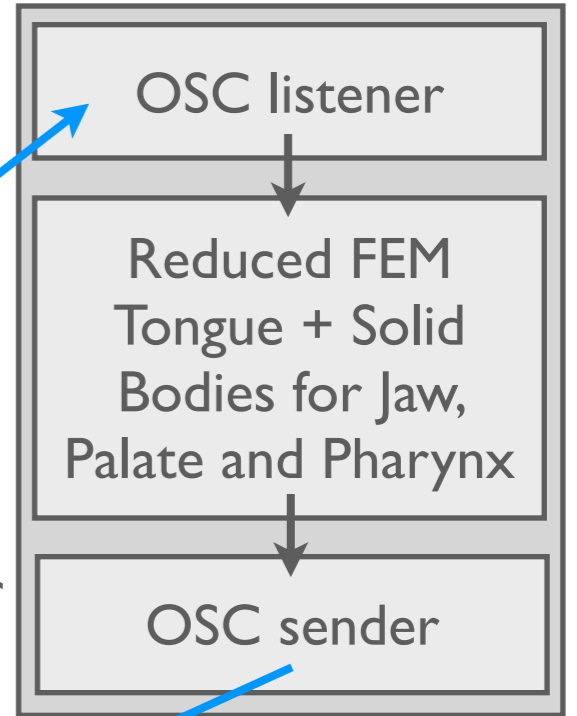 OSC listener
Reduced FEM
Tongue + Solid
Bodies for Jaw,
Palate and Pharynx
OSC sender